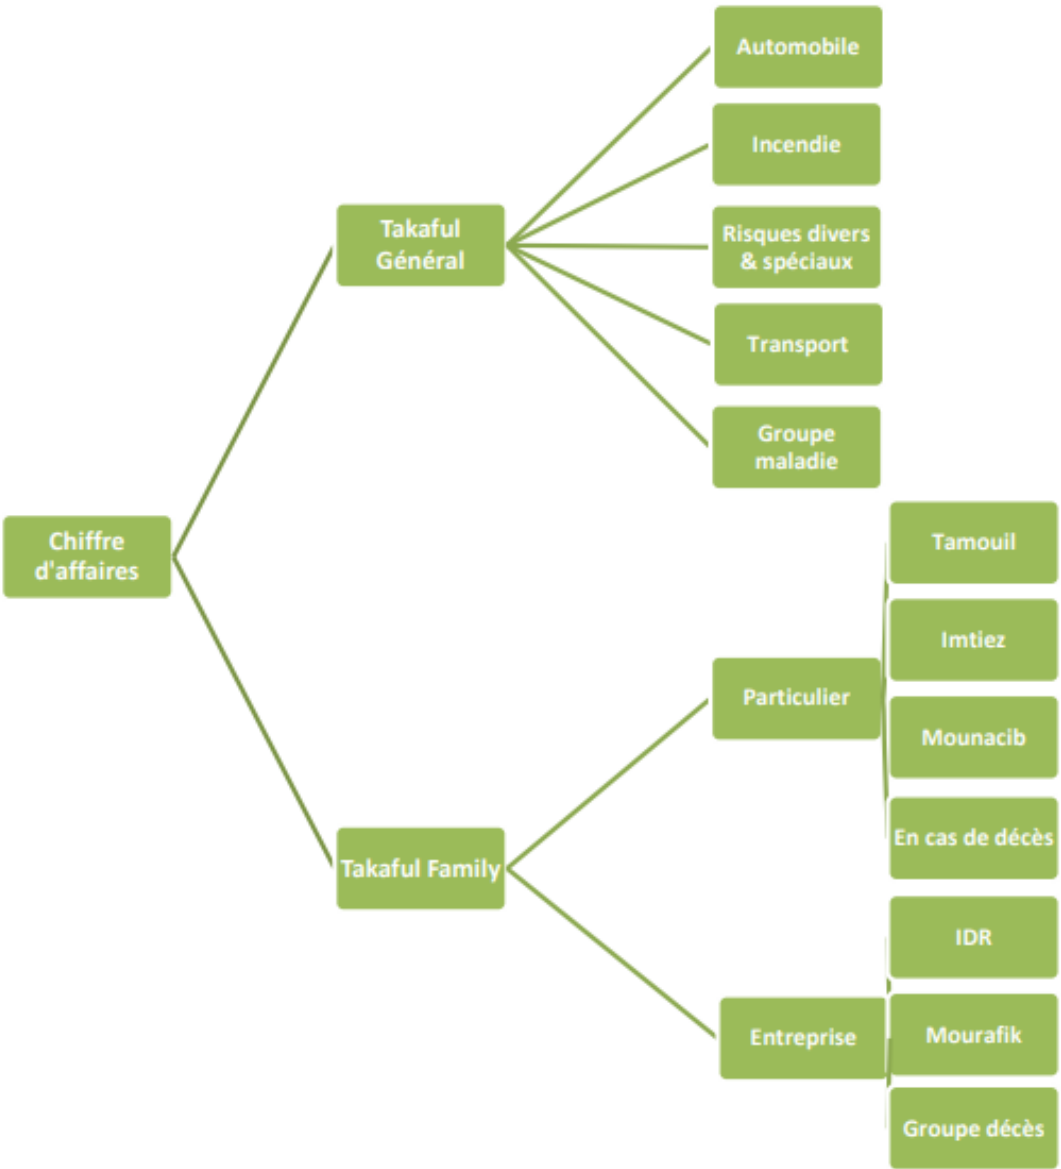 Automobile
Incendie
Takaful
Général
Risques divers
& spéciaux
Transport
Groupe
maladie
Chiffre
d'affaires
Tamouil
Imtiez
Particulier
Mounacib
En cas de décès
Takaful Family
IDR
Entreprise
Mourafik
Groupe décès